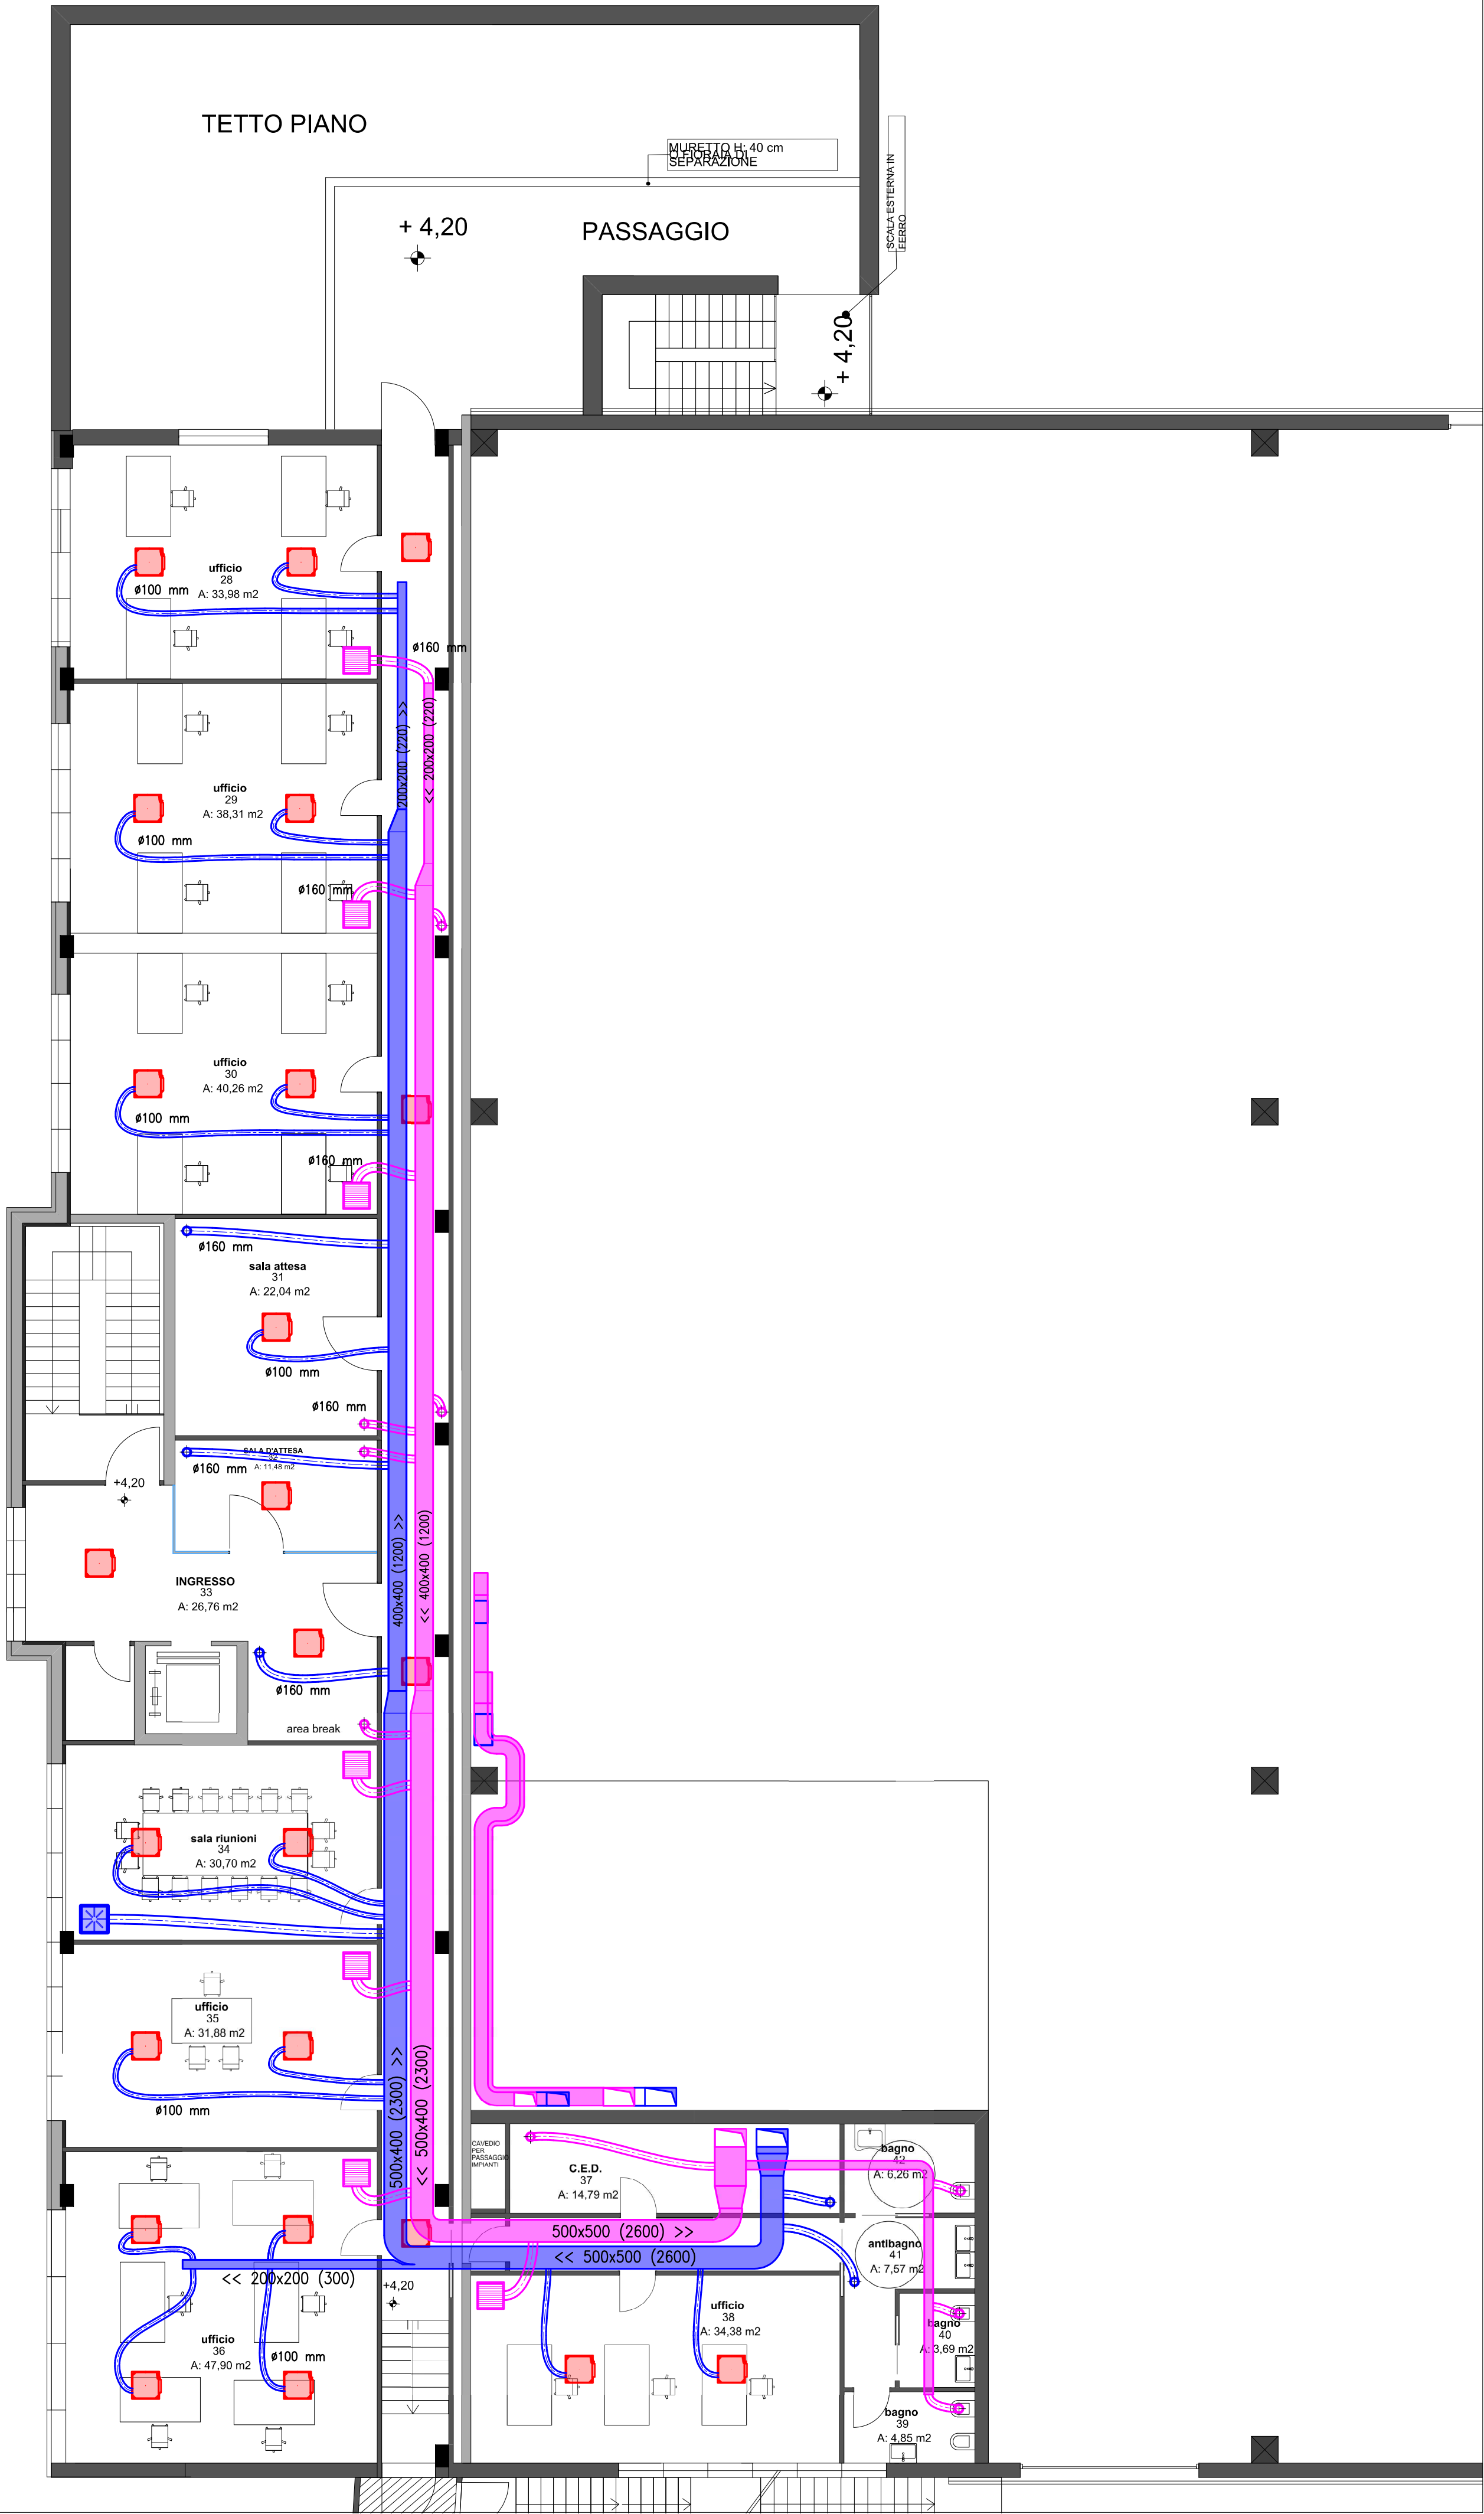 TETTO PIANO
MURETTO H: 40 cm
O FIORAIA DI
SEPARAZIONE
SCALA ESTERNA IN
FERRO
+ 4,20
PASSAGGIO
+ 4,20
ufficio
28
A: 33,98 m2
ø100 mm
ø160 mm
200x200 (220) >>
<< 200x200 (220)
ufficio
29
A: 38,31 m2
ø100 mm
ø160 mm
ufficio
30
A: 40,26 m2
ø100 mm
ø160 mm
ø160 mm
sala attesa
31
A: 22,04 m2
ø100 mm
ø160 mm
SALA D'ATTESA
32
A: 11,48 m2
ø160 mm
+4,20
400x400 (1200) >>
<< 400x400 (1200)
INGRESSO
33
A: 26,76 m2
ø160 mm
area break
sala riunioni
34
A: 30,70 m2
ufficio
35
A: 31,88 m2
ø100 mm
500x400 (2300) >>
<< 500x400 (2300)
CAVEDIO
PER
PASSAGGIO
IMPIANTI
C.E.D.
37
A: 14,79 m2
bagno
42
A: 6,26 m2
500x500 (2600) >>
<< 500x500 (2600)
antibagno
41
A: 7,57 m2
<< 200x200 (300)
+4,20
ufficio
36
A: 47,90 m2
ø100 mm
ufficio
38
A: 34,38 m2
bagno
40
A: 3,69 m2
bagno
39
A: 4,85 m2